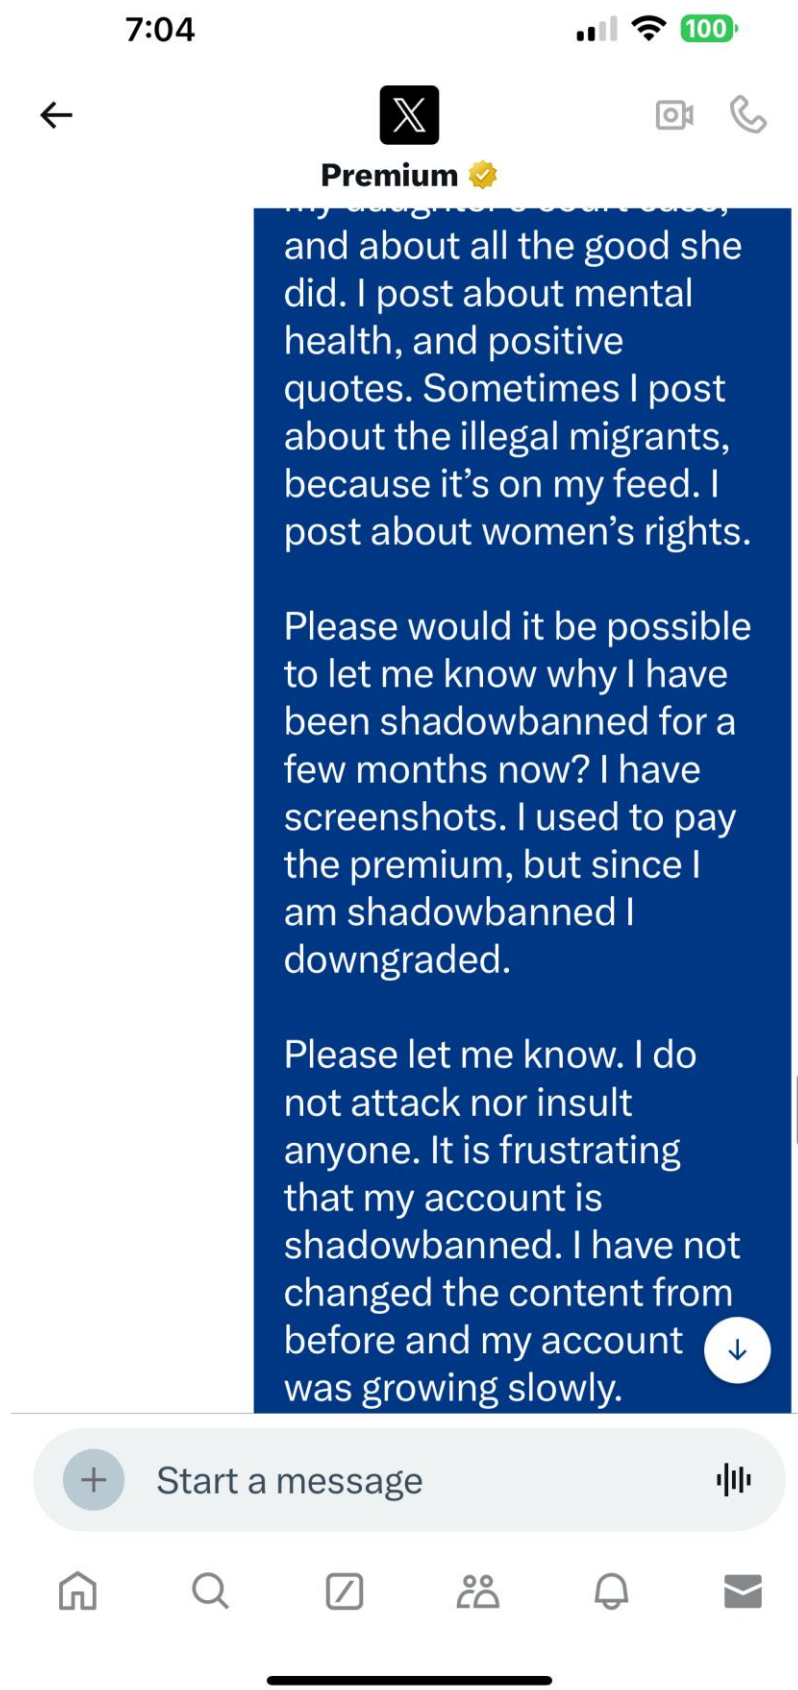 7:04
100
X
Premium
my daughter's court case,
and about all the good she
did. I post about mental
health, and positive
quotes. Sometimes I post
about the illegal migrants,
because it’s on my feed. I
post about women’s rights.
Please would it be possible
to let me know why I have
been shadowbanned for a
few months now? I have
screenshots. I used to pay
the premium, but since I
am shadowbanned I
downgraded.
Please let me know. I do
not attack nor insult
anyone. It is frustrating
that my account is
shadowbanned. I have not
changed the content from
before and my account
was growing slowly.
Start a message